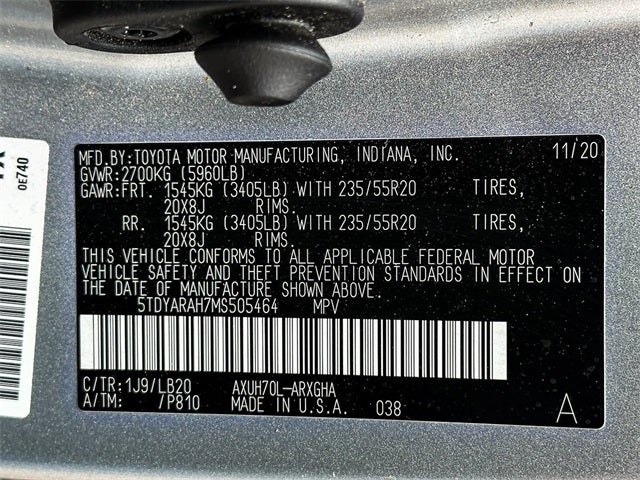 0E740
MFD.BY:TOYOTA MOTOR MANUFACTURING, INDIANA, INC. 11/20
GVWR:2700KG (5960LB)
GAWR:FRT. 1545KG (3405LB) WITH 235/55R20 TIRES,
20X8J RIMS.
RR. 1545KG (3405LB) WITH 235/55R20 TIRES,
20X8J RIMS.
THIS VEHICLE CONFORMS TO ALL APPLICABLE FEDERAL MOTOR
VEHICLE SAFETY AND THEFT PREVENTION STANDARDS IN EFFECT ON
THE DATE OF MANUFACTURE SHOWN ABOVE.
5TDYARAH7MS505464 MPV
C/TR:1J9/LB20 AXUH70L-ARXGHA
A/TM: /P810 MADE IN U.S.A. 038 A